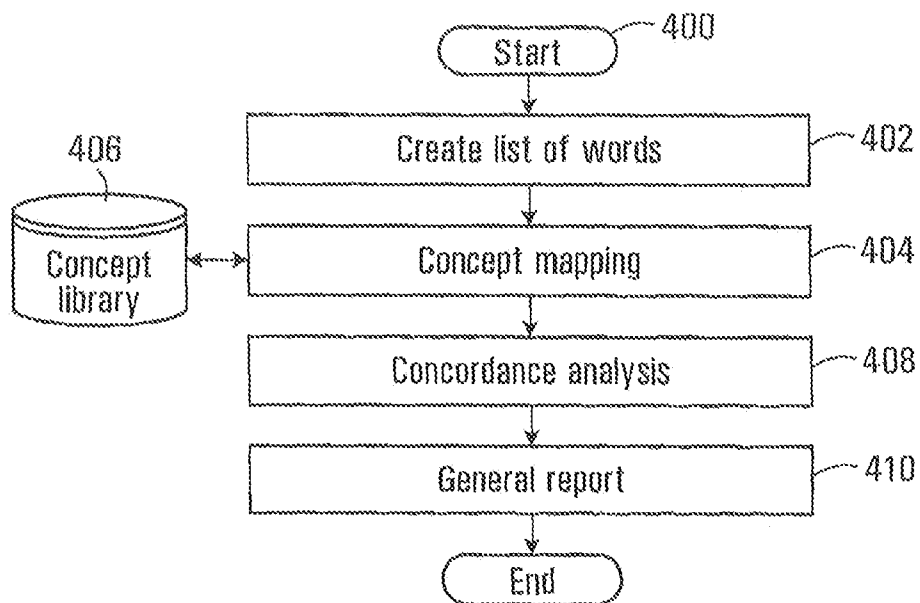 400
Start
Create list of words
402
406
Concept
library
Concept mapping
404
Concordance analysis
408
General report
410
End